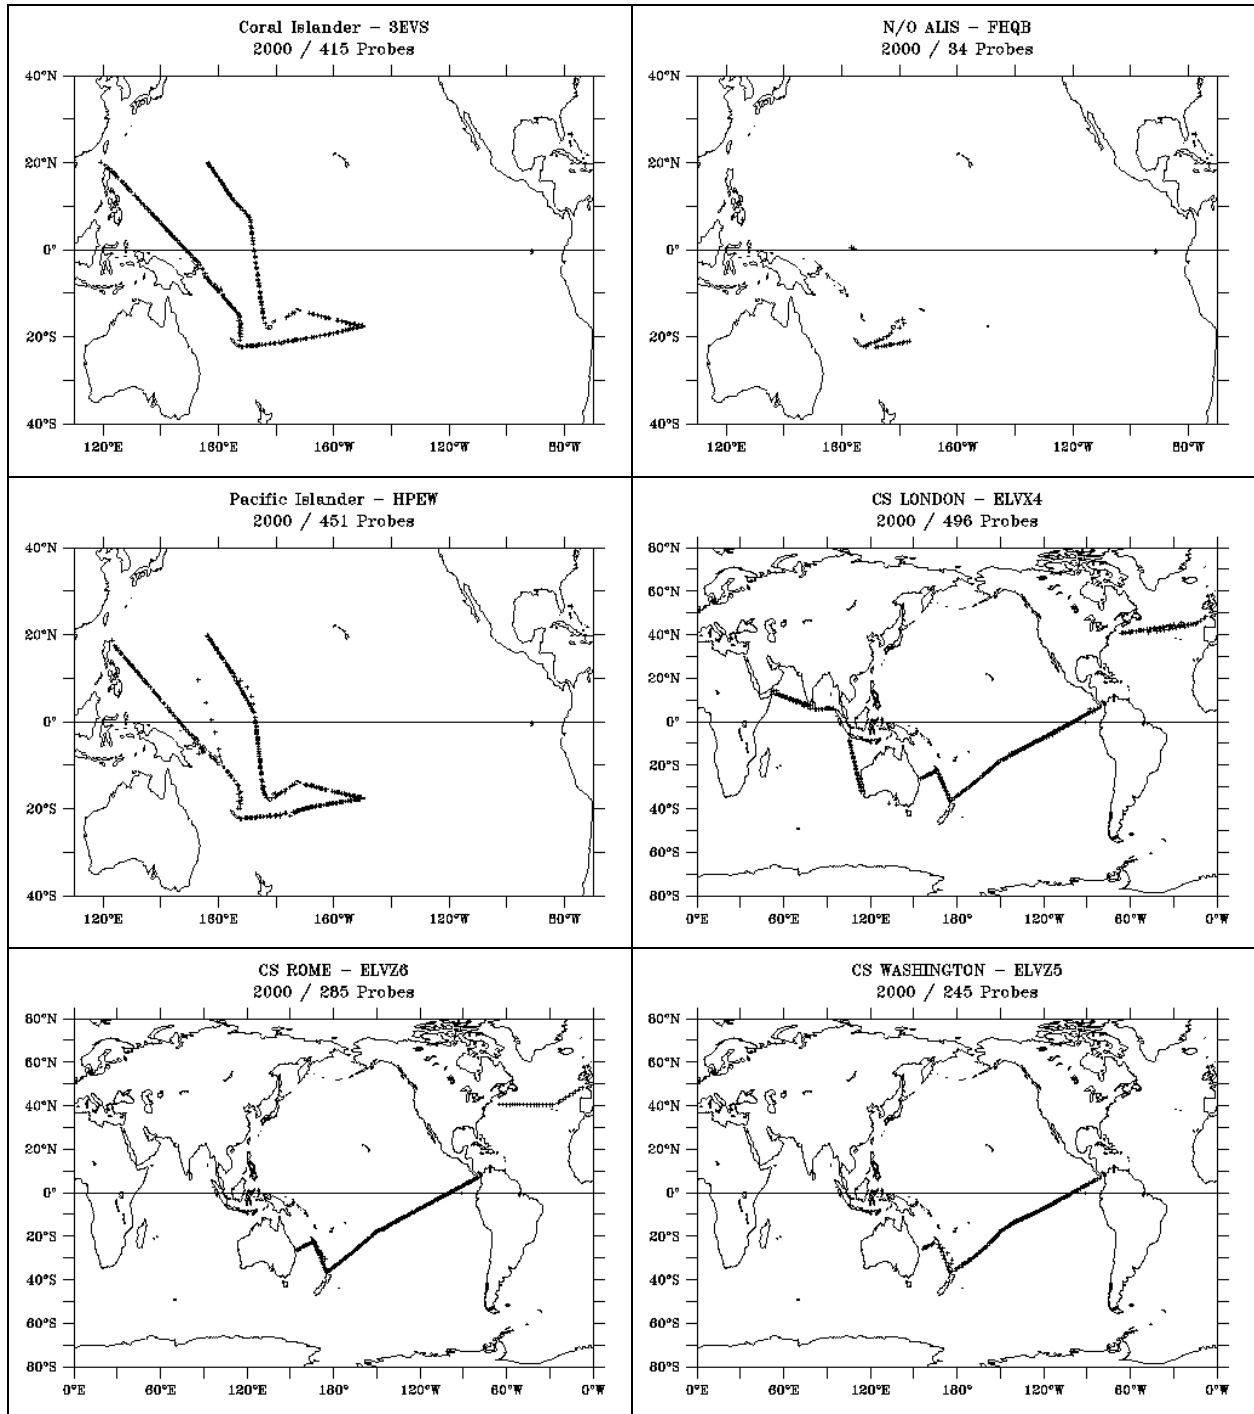 Coral Islander - 3EVS
2000 / 415 Probes
40°N
20°N
0°
20°S
40°S
120°E 160°E 160°W 80°W
N/O ALIS - FHQB
2000 / 34 Probes
40°N
20°N
0°
20°S
40°S
120°E 160°E 160°W 80°W
Pacific Islander - HPEW
2000 / 451 Probes
40°N
20°N
0°
20°S
40°S
120°E 160°E 160°W 80°W
CS LONDON - ELVX4
2000 / 496 Probes
80°N
60°N
40°N
20°N
0°
20°S
40°S
60°S
80°S
0°E 60°E 120°E 180° 120°W 60°W 0°W
CS ROME - ELVZ6
2000 / 285 Probes
80°N
60°N
40°N
20°N
0°
20°S
40°S
60°S
80°S
0°E 60°E 120°E 180° 120°W 60°W 0°W
CS WASHINGTON - ELVZ5
2000 / 245 Probes
80°N
60°N
40°N
20°N
0°
20°S
40°S
60°S
80°S
0°E 60°E 120°E 180° 120°W 60°W 0°W